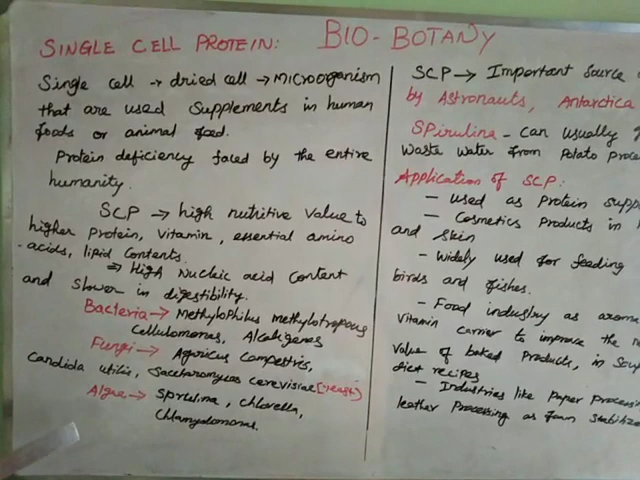 BIO-BOTANY
SINGLE CELL PROTEIN:
Single cell → dried cell → Microorganism
that are used Supplements in human
foods or animal feed.
Protein deficiency faced by the entire
humanity.
SCP → high nutritive value to
higher Protein, vitamin, essential amino
acids, lipid contents.
⇒ High Nucleic acid Content
and slower in digestibility.
Bacteria → Methylophilus methylotropous
Cellulomonas, Alcaligenes
Fungi → Agaricus Campestris,
Candida utilis, Saccharomyces cerevisiae (yeast)
Algae → Sprulina, Chlorella,
Chlamydomonas.
SCP → Important Source
by Astronauts, Antarctica
SPirulina - can usually
Waste water from Potato
Application of SCP:
- used as Protein
- Cosmetics Products in
and skin
- Widely used for feeding
birds and fishes.
- Food industry as
vitamin carrier to improve the
value of baked Products, in
diet recipes
- Industries like Paper
leather Processing as foam